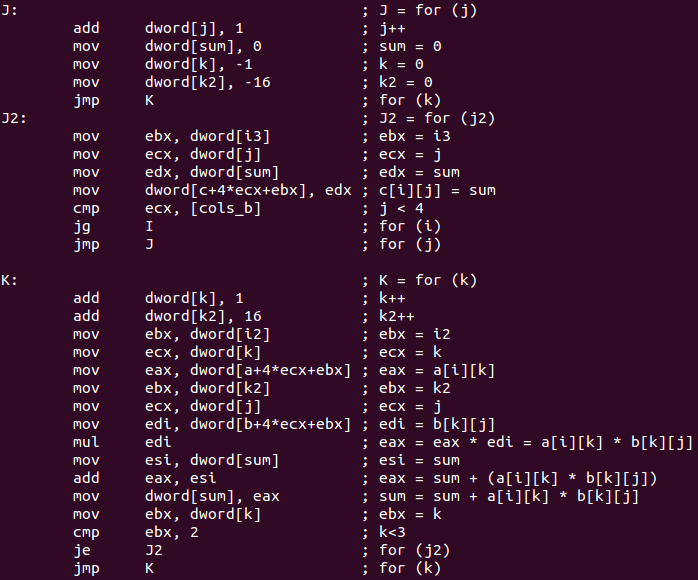 J:                                      ; J = for (j)
        add     dword[j], 1             ; j++
        mov     dword[sum], 0           ; sum = 0
        mov     dword[k], -1            ; k = 0
        mov     dword[k2], -16          ; k2 = 0
        jmp     K                       ; for (k)
J2:                                     ; J2 = for (j2)
        mov     ebx, dword[i3]          ; ebx = i3
        mov     ecx, dword[j]           ; ecx = j
        mov     edx, dword[sum]         ; edx = sum
        mov     dword[c+4*ecx+ebx], edx ; c[i][j] = sum
        cmp     ecx, [cols_b]           ; j < 4
        jg      I                       ; for (i)
        jmp     J                       ; for (j)

K:                                      ; K = for (k)
        add     dword[k], 1             ; k++
        add     dword[k2], 16           ; k2++
        mov     ebx, dword[i2]          ; ebx = i2
        mov     ecx, dword[k]           ; ecx = k
        mov     eax, dword[a+4*ecx+ebx] ; eax = a[i][k]
        mov     ebx, dword[k2]          ; ebx = k2
        mov     ecx, dword[j]           ; ecx = j
        mov     edi, dword[b+4*ecx+ebx] ; edi = b[k][j]
        mul     edi                     ; eax = eax * edi = a[i][k] * b[k][j]
        mov     esi, dword[sum]         ; esi = sum
        add     eax, esi                ; eax = sum + (a[i][k] * b[k][j])
        mov     dword[sum], eax         ; sum = sum + a[i][k] * b[k][j]
        mov     ebx, dword[k]           ; ebx = k
        cmp     ebx, 2                  ; k<3
        je      J2                      ; for (j2)
        jmp     K                       ; for (k)